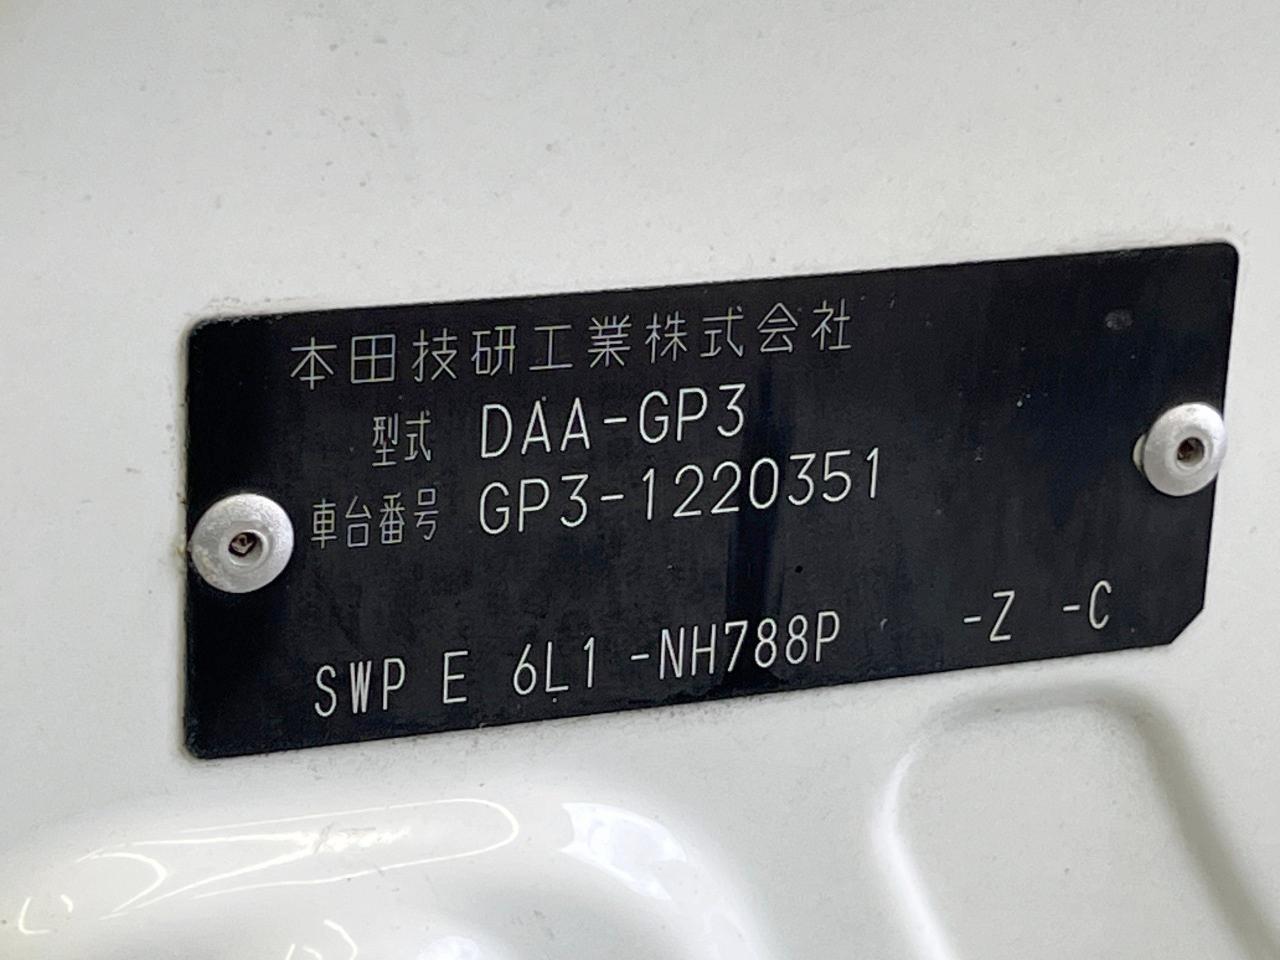 本田技研工業株式会社
型式 DAA-GP3
車台番号 GP3-1220351
SWP E 6L1 -NH788P -Z -C